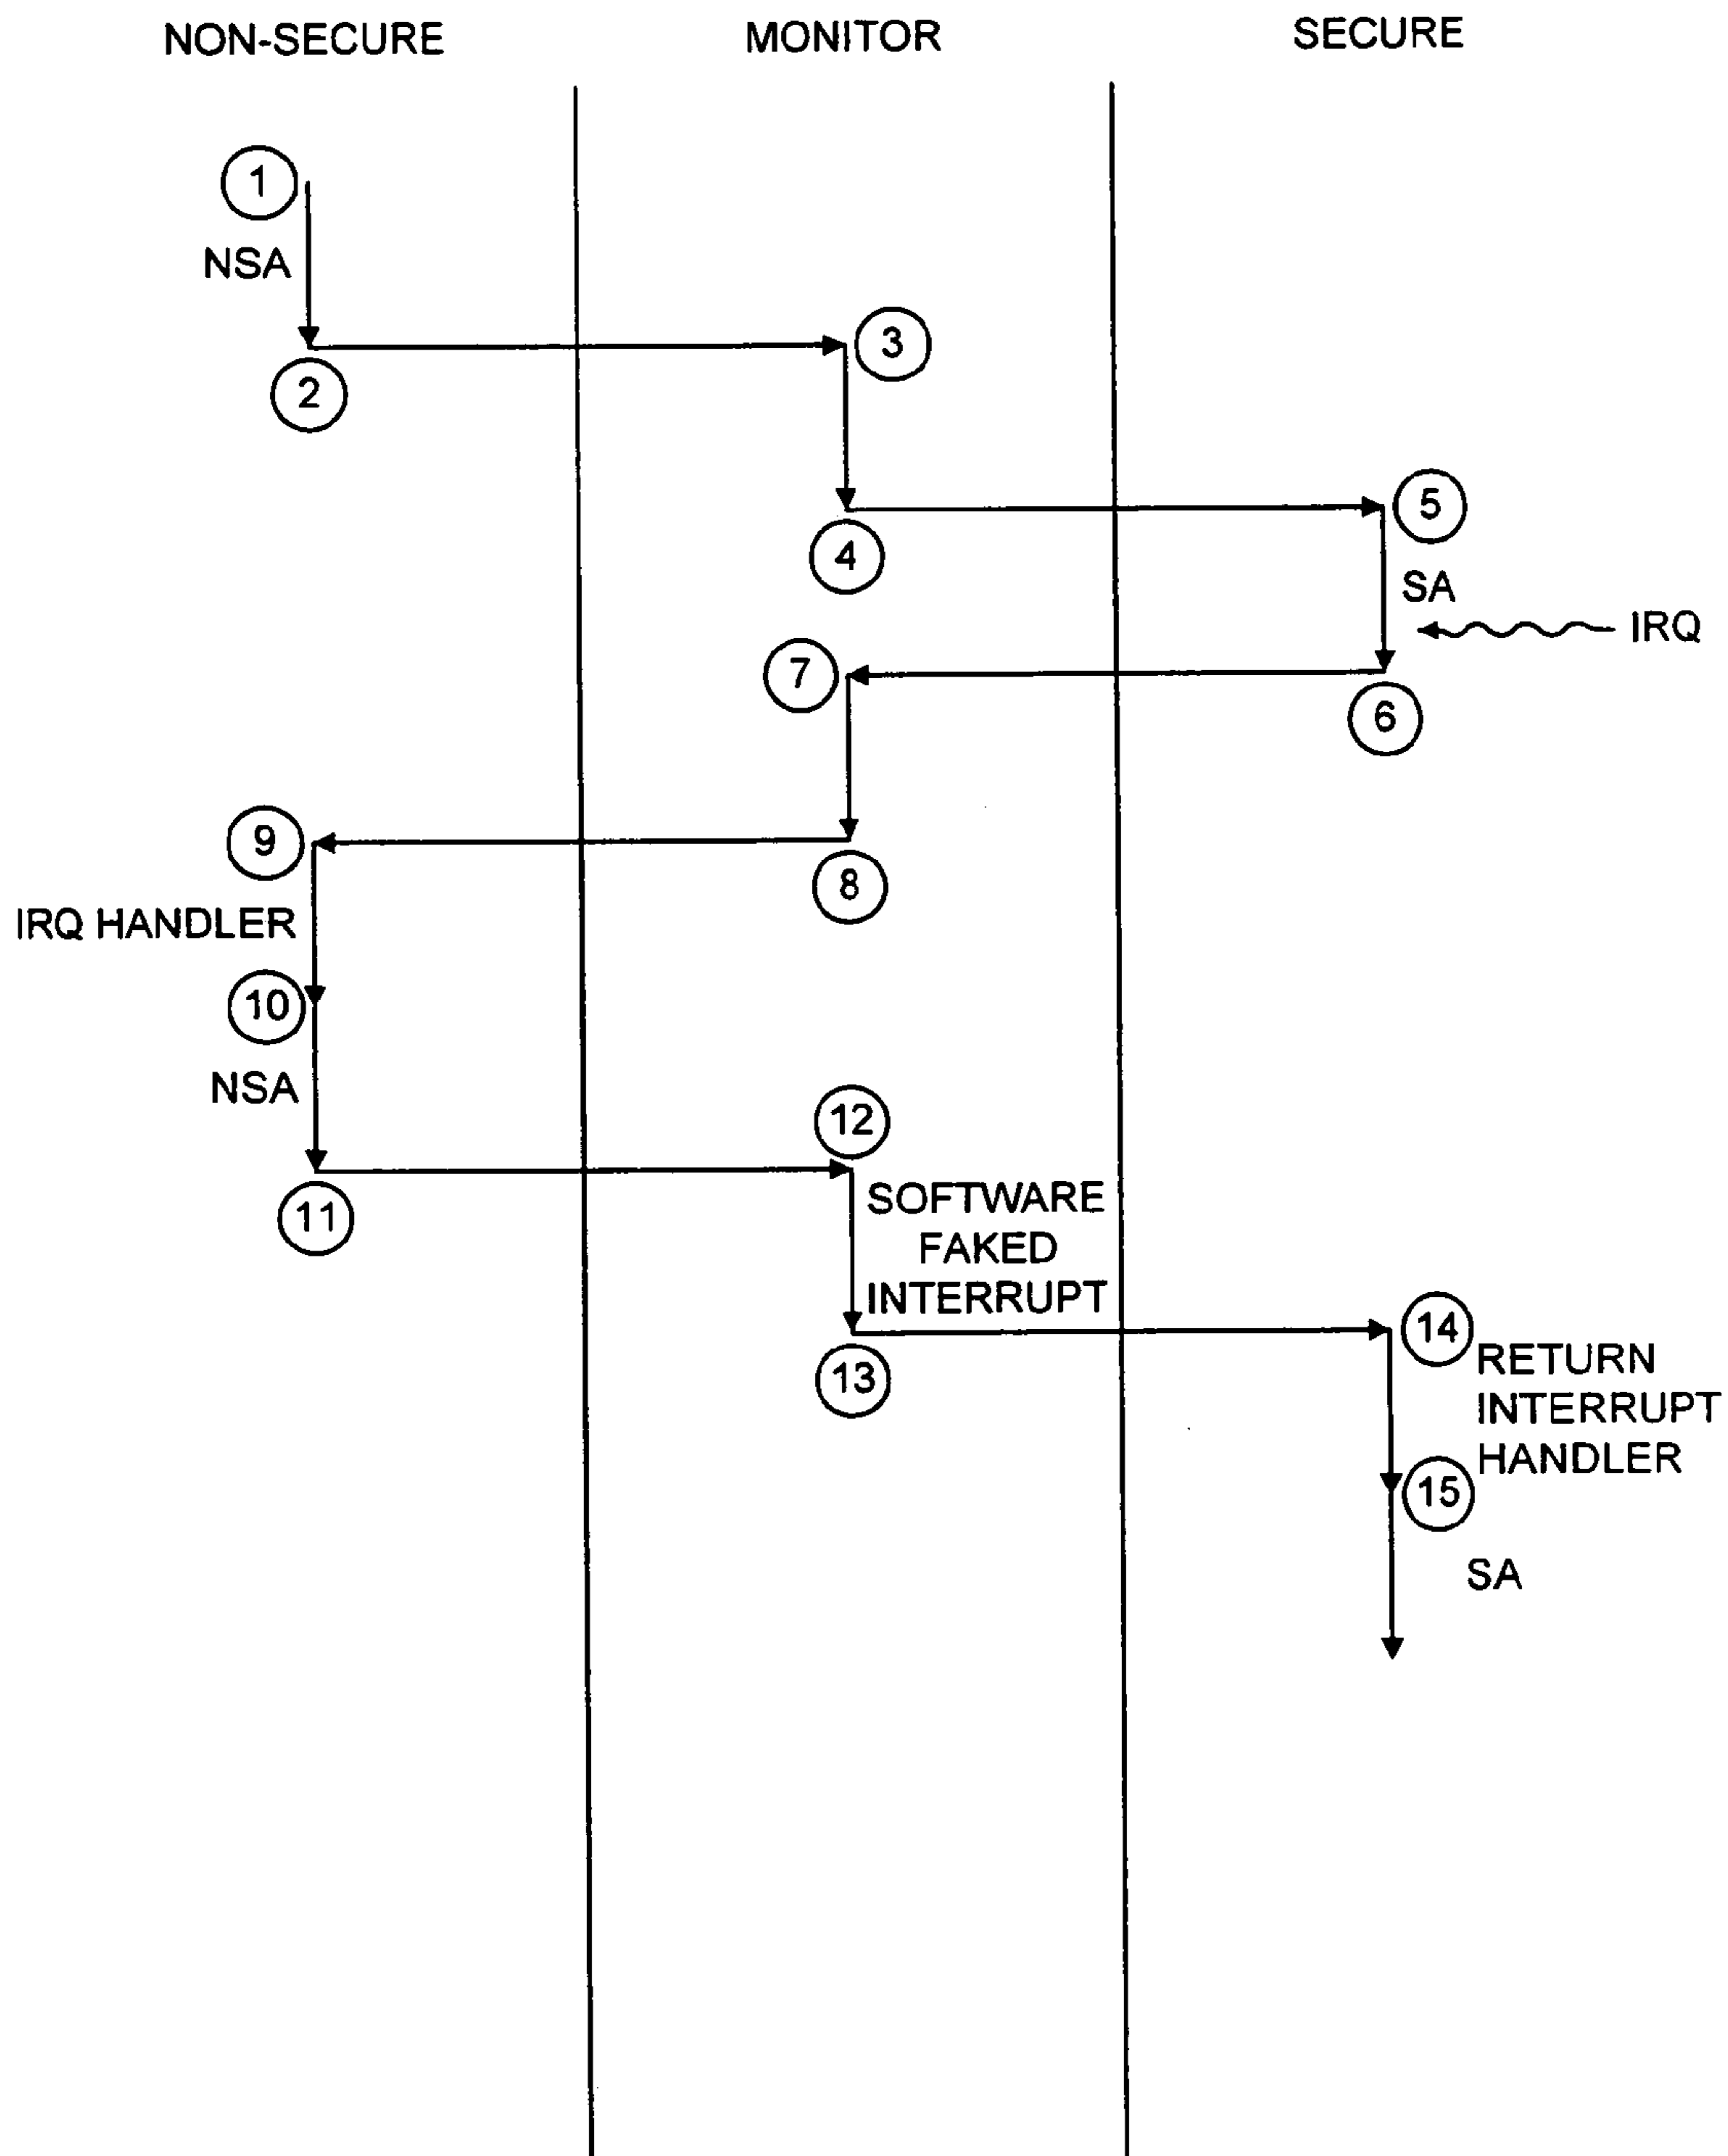 NON-SECURE
MONITOR
SECURE
1
NSA
2
3
4
5
SA
IRQ
6
7
8
9
IRQ HANDLER
10
NSA
11
12
SOFTWARE
FAKED
INTERRUPT
13
14
RETURN
INTERRUPT
HANDLER
15
SA